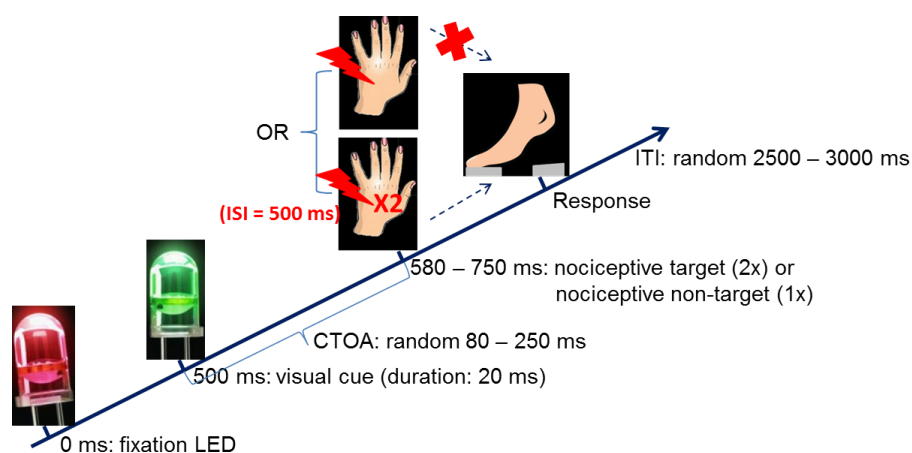 OR
X2
(ISI = 500 ms)
ITI: random 2500 – 3000 ms
Response
580 – 750 ms: nociceptive target (2x) or
nociceptive non-target (1x)
CTOA: random 80 – 250 ms
500 ms: visual cue (duration: 20 ms)
0 ms: fixation LED